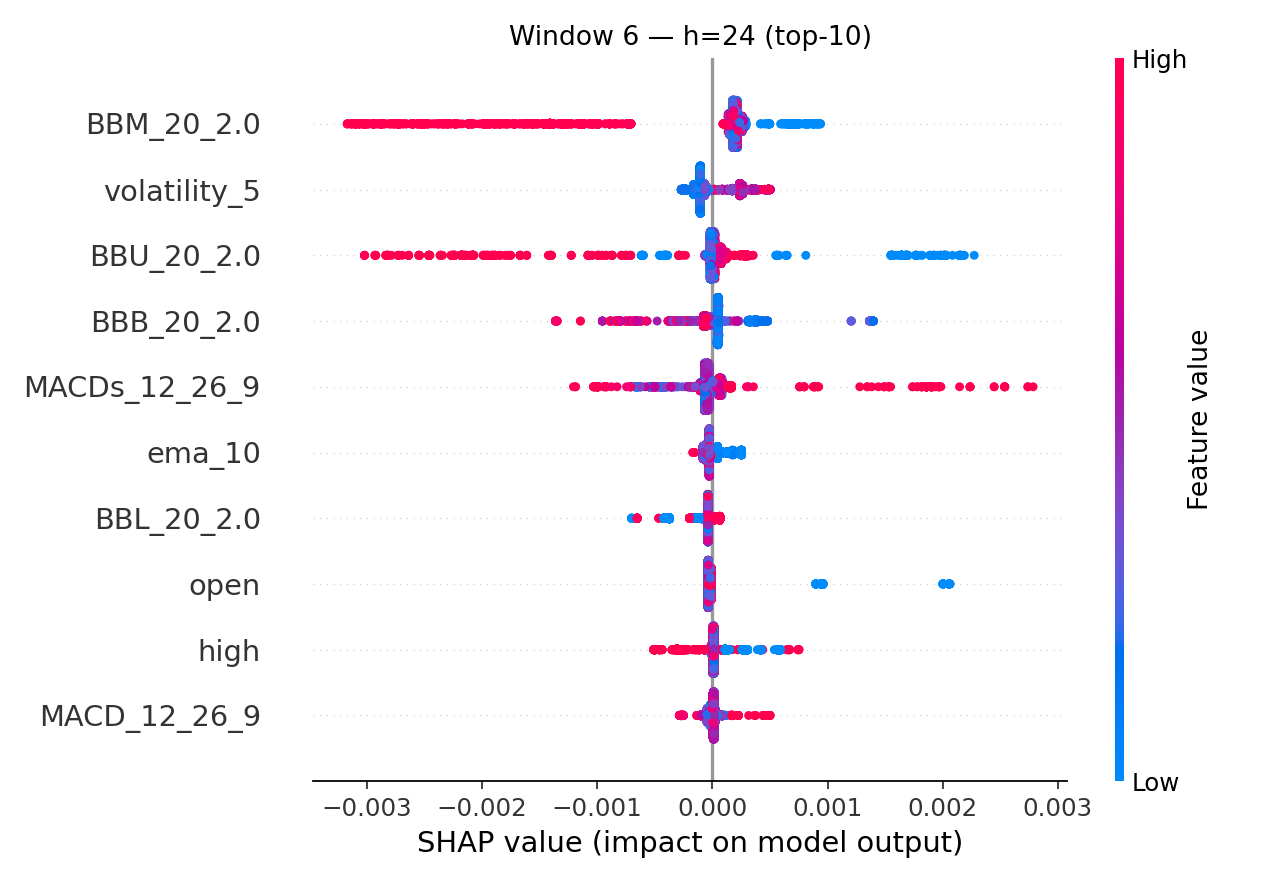 Window 6 — h=24 (top-10)
High
BBM_20_2.0
volatility_5
BBU_20_2.0
BBB_20_2.0
MACDs_12_26_9
ema_10
BBL_20_2.0
open
high
MACD_12_26_9
Feature value
Low
−0.003 −0.002 −0.001 0.000 0.001 0.002 0.003
SHAP value (impact on model output)